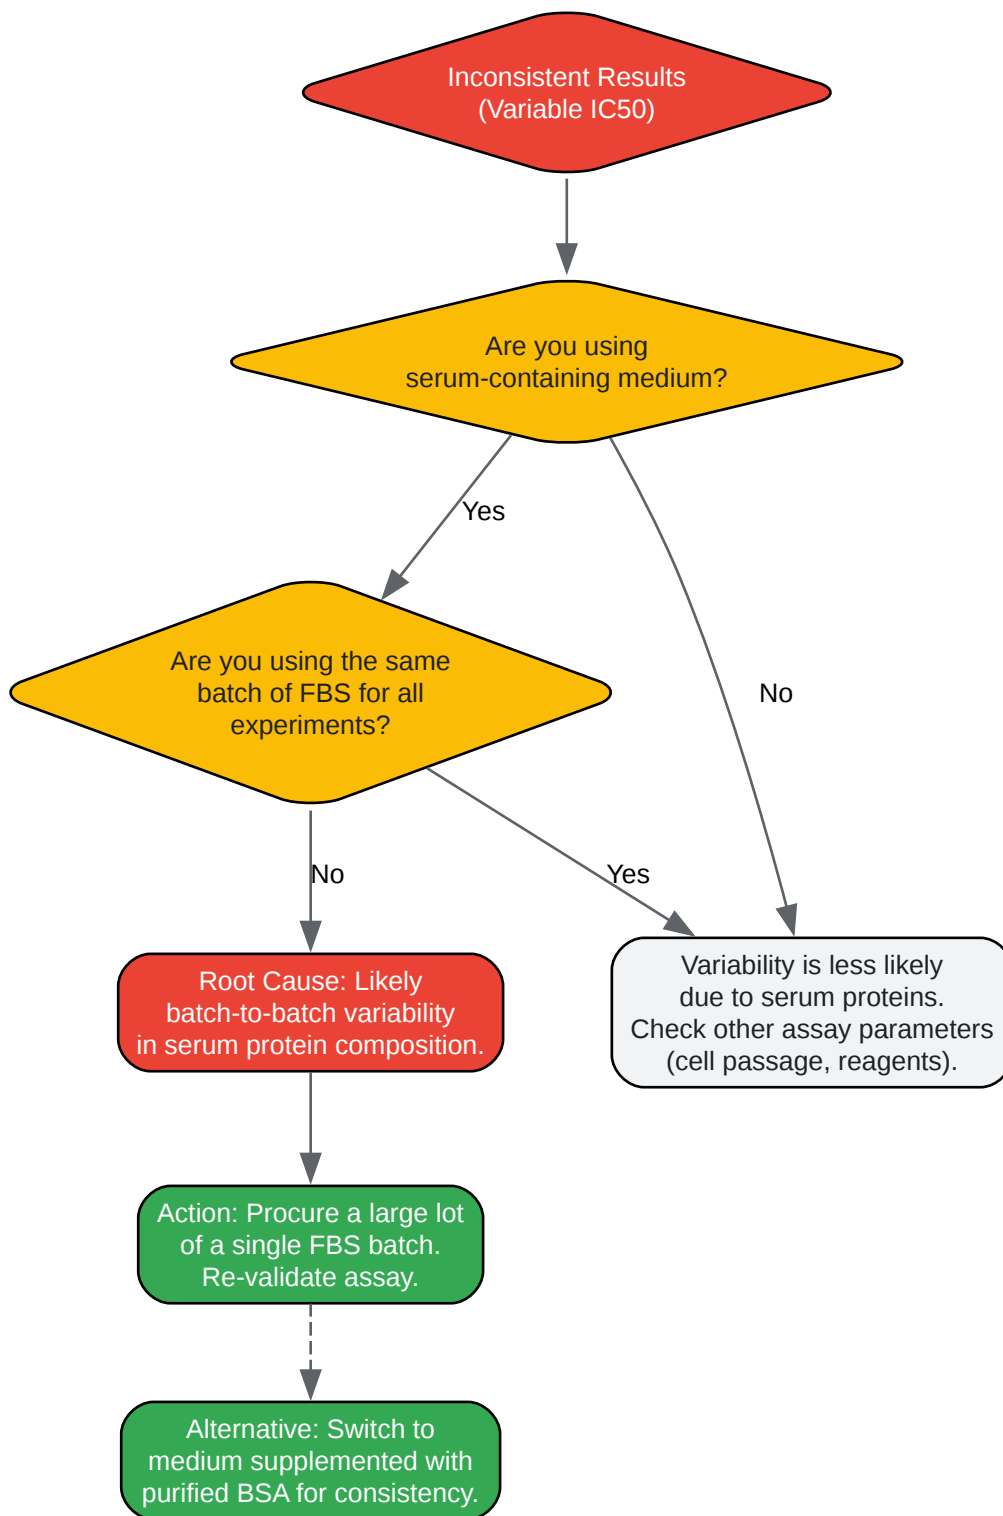 Inconsistent Results
(Variable IC50)
Are you using
serum-containing medium?
Yes
No
Are you using the same
batch of FBS for all
experiments?
No
Yes
Root Cause: Likely
batch-to-batch variability
in serum protein composition.
Variability is less likely
due to serum proteins.
Check other assay parameters
(cell passage, reagents).
Action: Procure a large lot
of a single FBS batch.
Re-validate assay.
Alternative: Switch to
medium supplemented with
purified BSA for consistency.